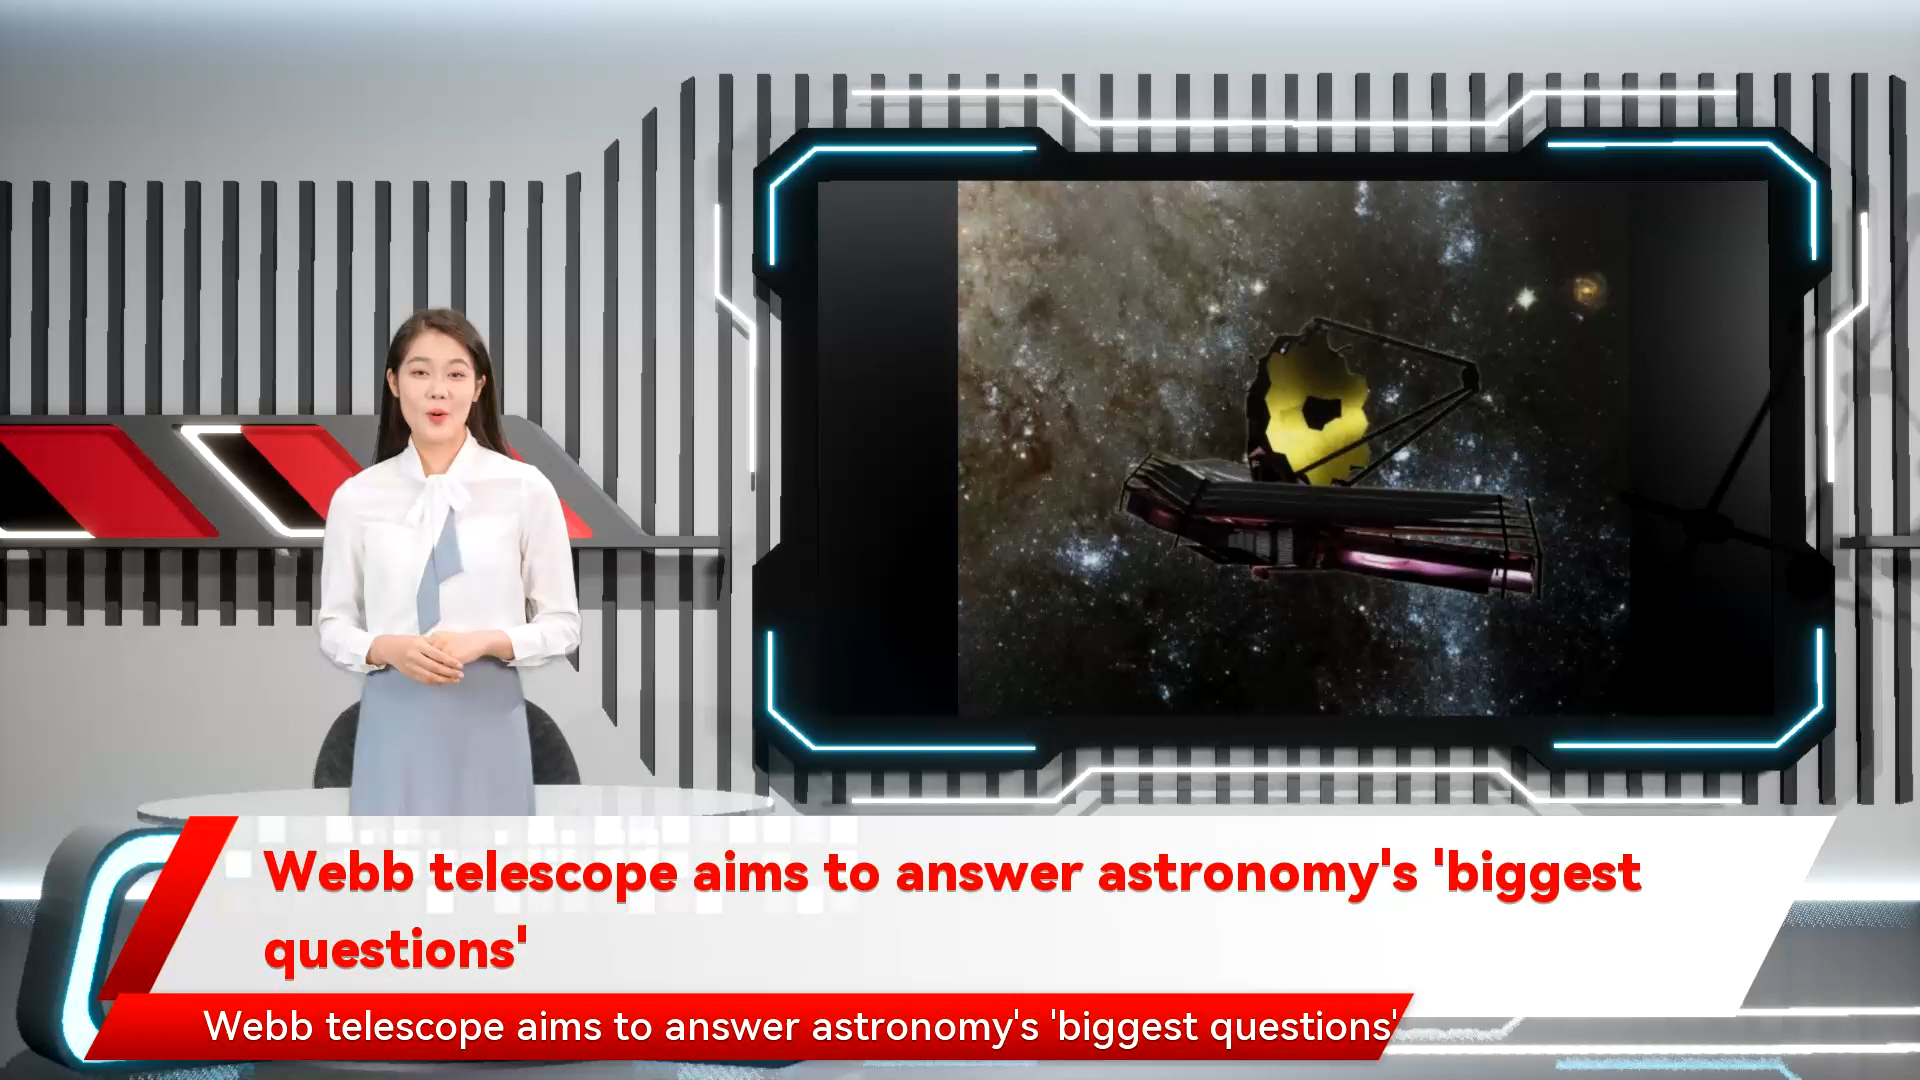 Webb telescope aims to answer astronomy's 'biggest
questions'
Webb telescope aims to answer astronomy's 'biggest questions'